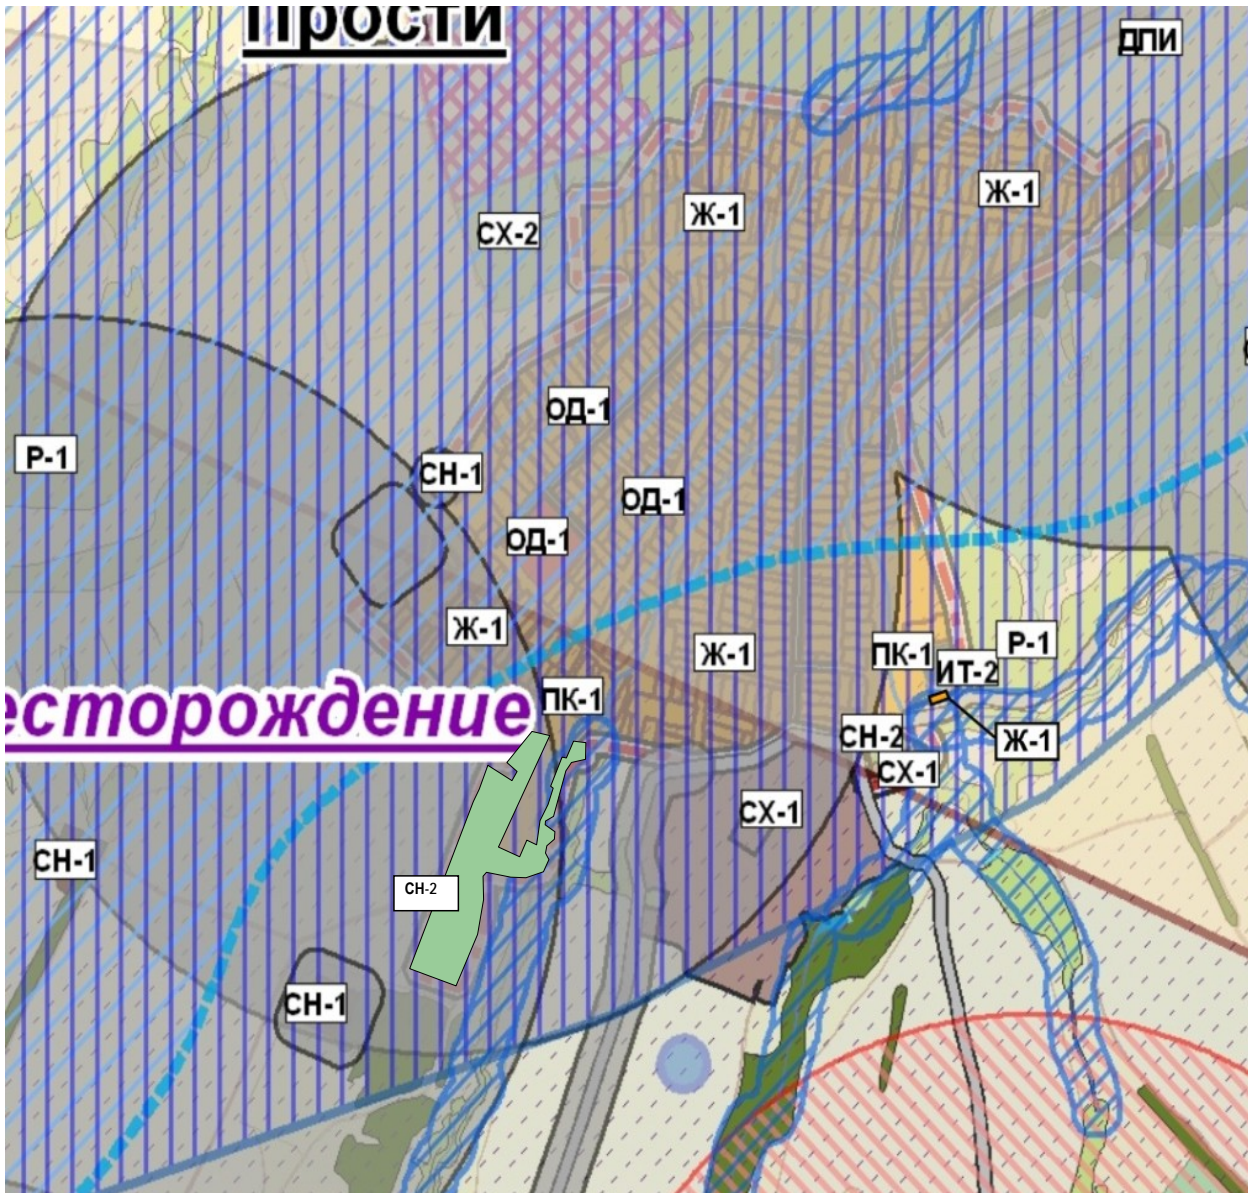 Прости
ДПИ
Ж-1
Ж-1
СХ-2
ОД-1
Р-1
СН-1
ОД-1
ОД-1
Ж-1
Ж-1
ПК-1
Р-1
ИТ-2
есторождение
ПК-1
СН-2
Ж-1
СХ-1
СХ-1
СН-1
СН-2
СН-1